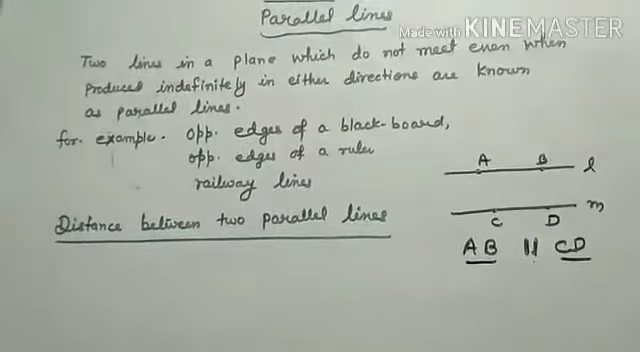 Parallel lines
Made with KINEMASTER
Two lines in a plane which do not meet even when
produced indefinitely in either directions are known
as parallel lines.
for. example. opp. edges of a black-board,
opp. edges of a ruler
railway lines
A B l
C D m
AB || CD
Distance between two parallel lines